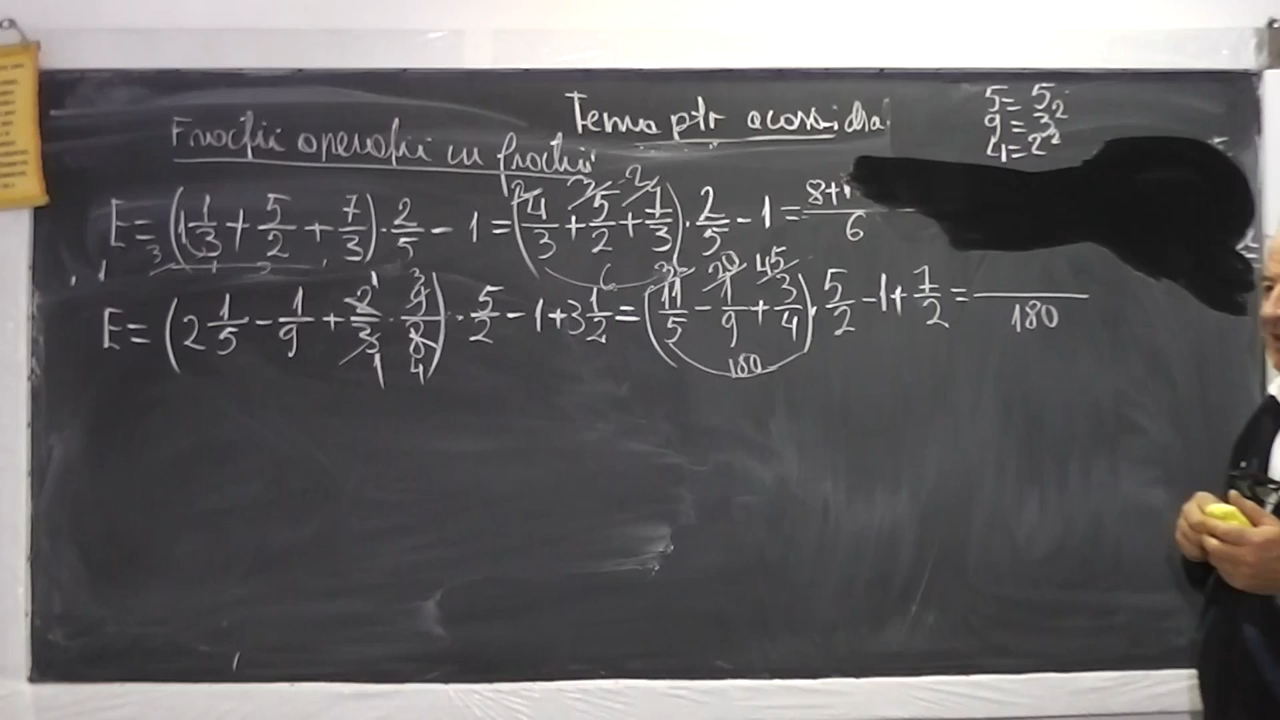 Tema ptr acasă
5 = 5
9 = 3²
4 = 2²
Fracții operații cu fracții
E = (1 1/3 + 5/2 + 7/3) · 2/5 - 1 = (4/3 + 5/2 + 7/3) · 2/5 - 1 = 8+ / 6
E = (2 1/5 - 1/9 + 2/3 · 9/8) · 5/2 - 1 + 3 1/2 = (11/5 - 1/9 + 3/4) · 5/2 - 1 + 7/2 = / 180
180